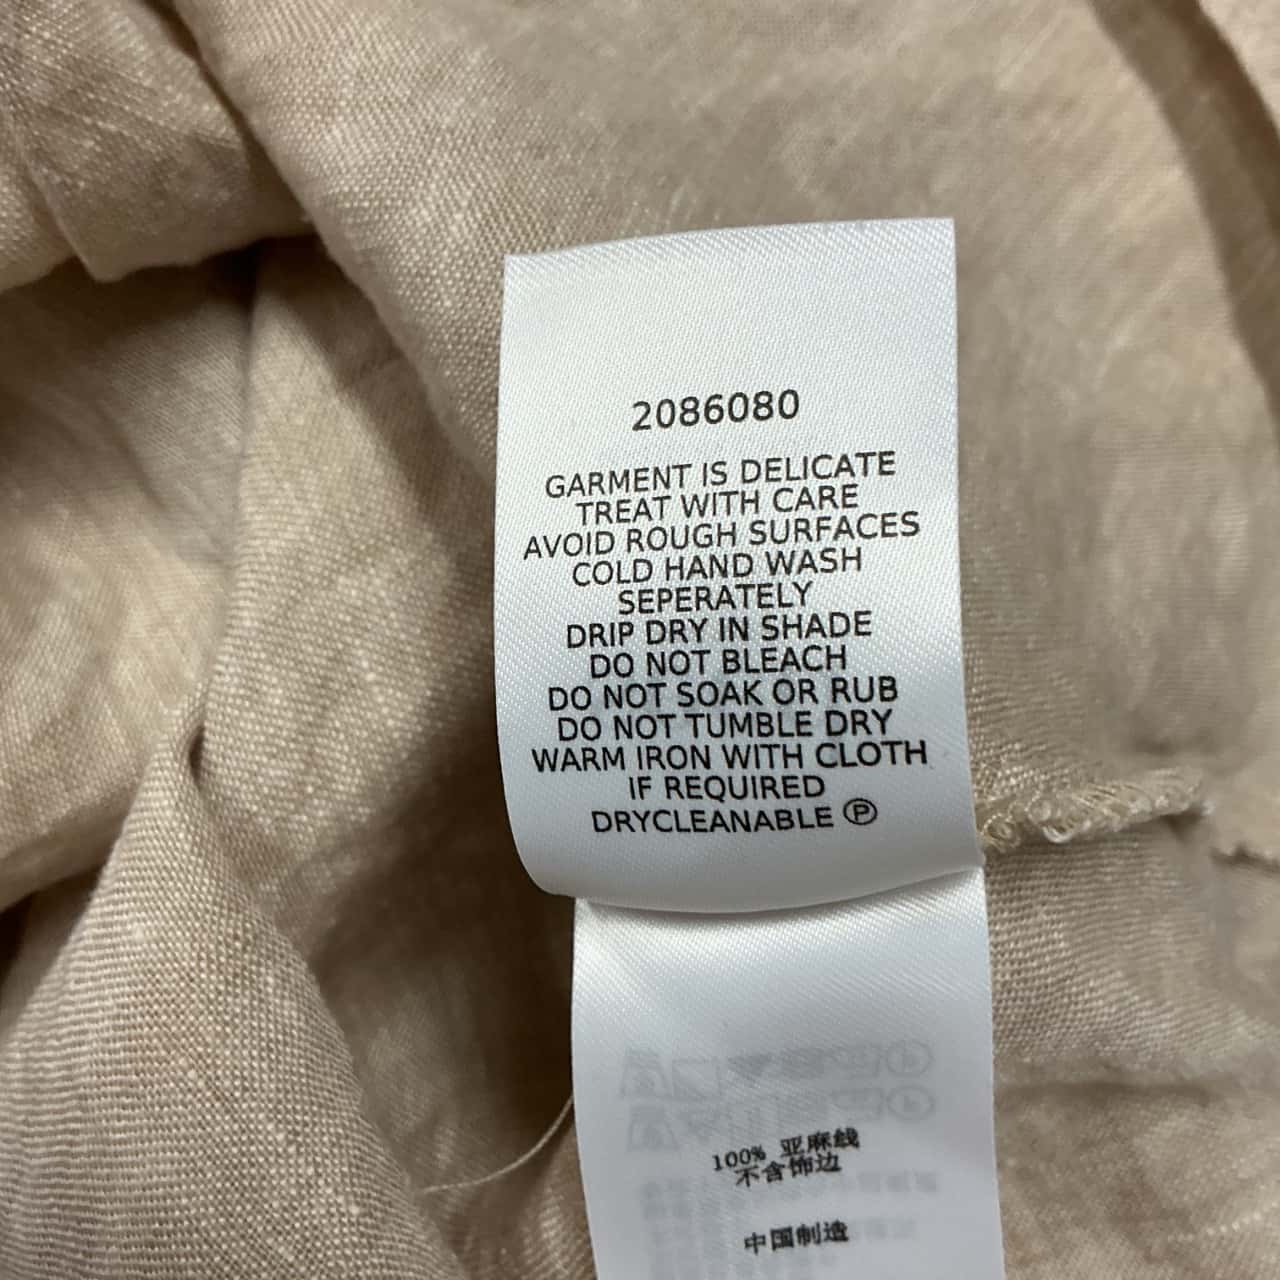 2086080
GARMENT IS DELICATE
TREAT WITH CARE
AVOID ROUGH SURFACES
COLD HAND WASH
SEPERATELY
DRIP DRY IN SHADE
DO NOT BLEACH
DO NOT SOAK OR RUB
DO NOT TUMBLE DRY
WARM IRON WITH CLOTH
IF REQUIRED
DRYCLEANABLE Ⓟ
100% 亚麻线
不含饰边
中国制造